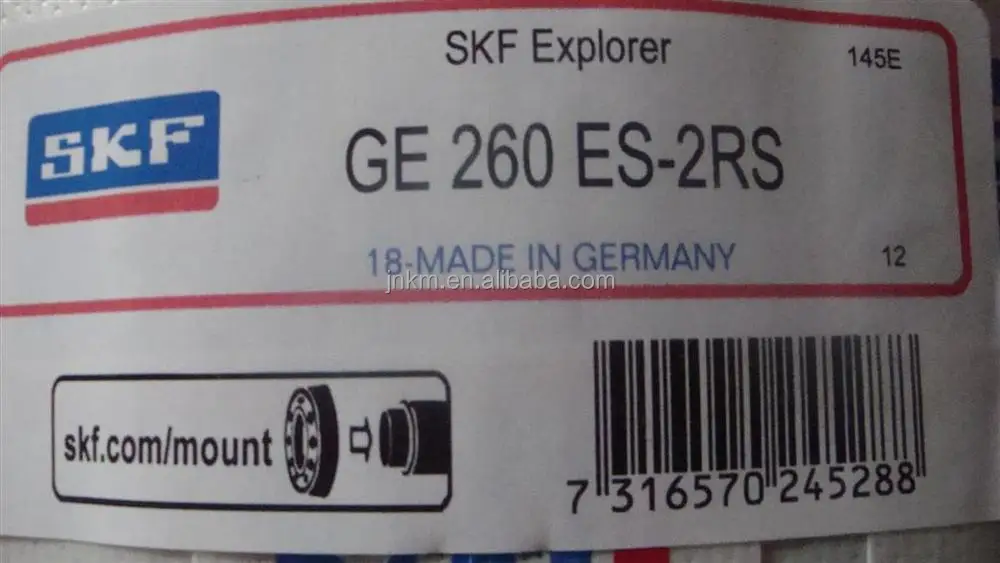 SKF Explorer
145E
SKF
GE 260 ES-2RS
18-MADE IN GERMANY
12
jnkm.en.alibaba.com
skf.com/mount
7 316570 245288